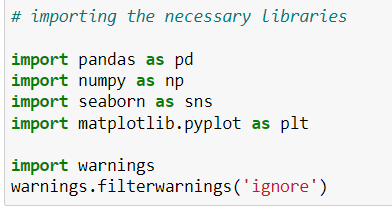 # importing the necessary libraries
import pandas as pd
import numpy as np
import seaborn as sns
import matplotlib.pyplot as plt
import warnings
warnings.filterwarnings('ignore')